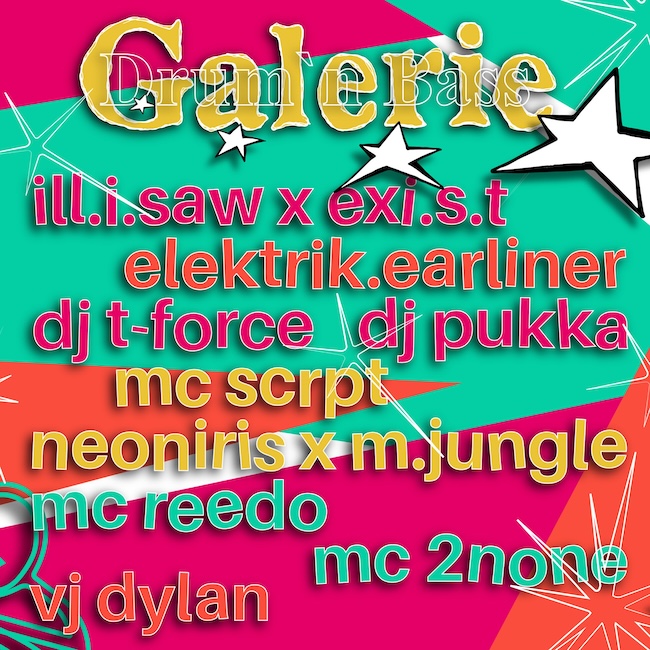 Galerie
Drum`n Bass
ill.i.saw x exi.s.t
elektrik.earliner
dj t-force dj pukka
mc scrpt
neoniris x m.jungle
mc reedo
mc 2none
vj dylan